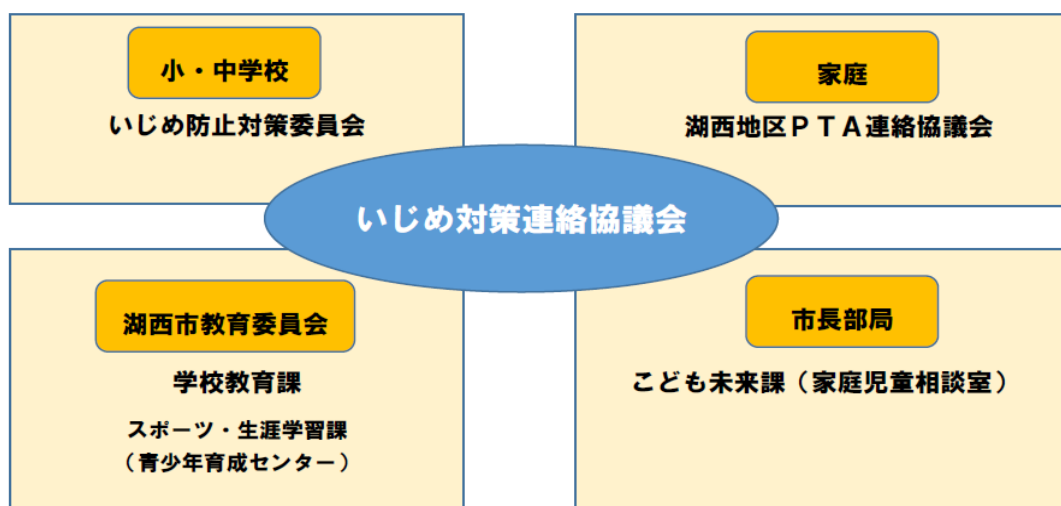 小・中学校
いじめ防止対策委員会
家庭
湖西地区ＰＴＡ連絡協議会
いじめ対策連絡協議会
湖西市教育委員会
学校教育課
スポーツ・生涯学習課
（青少年育成センター）
市長部局
こども未来課（家庭児童相談室）